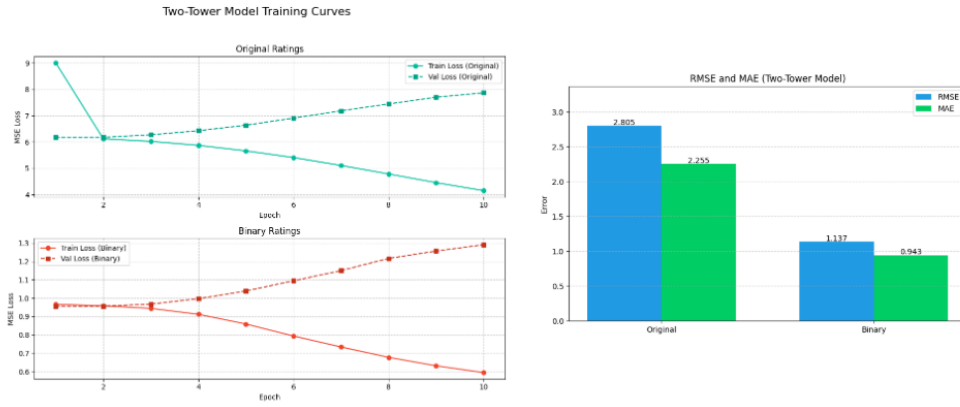 Two-Tower Model Training Curves
Original Ratings
9
8
7
6
5
4
MSE Loss
Train Loss (Original)
Val Loss (Original)
2
4
6
8
10
Epoch
Binary Ratings
1.3
1.2
1.1
1.0
0.9
0.8
0.7
0.6
MSE Loss
Train Loss (Binary)
Val Loss (Binary)
2
4
6
8
10
Epoch
RMSE and MAE (Two-Tower Model)
3.0
2.5
2.0
1.5
1.0
0.5
0.0
Error
RMSE
MAE
2.805
2.255
1.137
0.943
Original
Binary